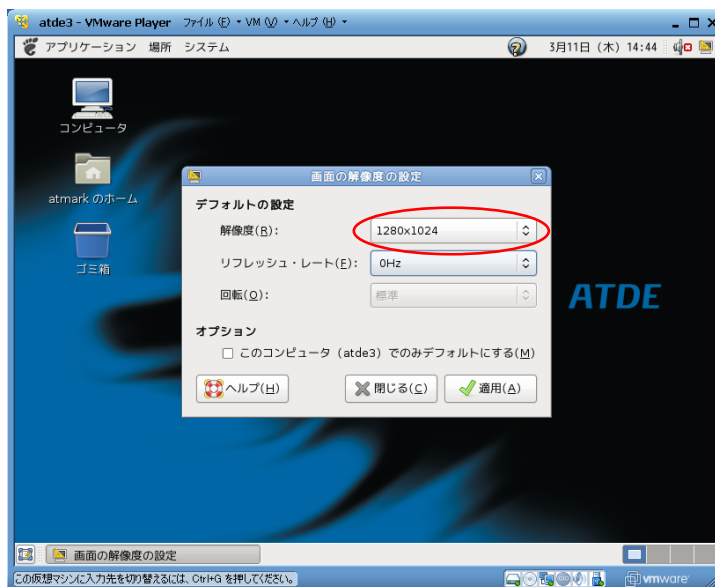 atde3 - VMware Player ファイル (F) ▾ VM (V) ▾ ヘルプ (H) ▾
アプリケーション 場所 システム 3月11日 (木) 14:44
コンピュータ
atmark のホーム
ゴミ箱
画面の解像度の設定
デフォルトの設定
解像度(R): 1280x1024
リフレッシュ・レート(F): 0Hz
回転(O): 標準
オプション
このコンピュータ (atde3) でのみデフォルトにする(M)
ヘルプ(H) 閉じる(C) 適用(A)
ATDE
画面の解像度の設定
この仮想マシンに入力先を切り替えるには、Ctrl+G を押してください。 vmware